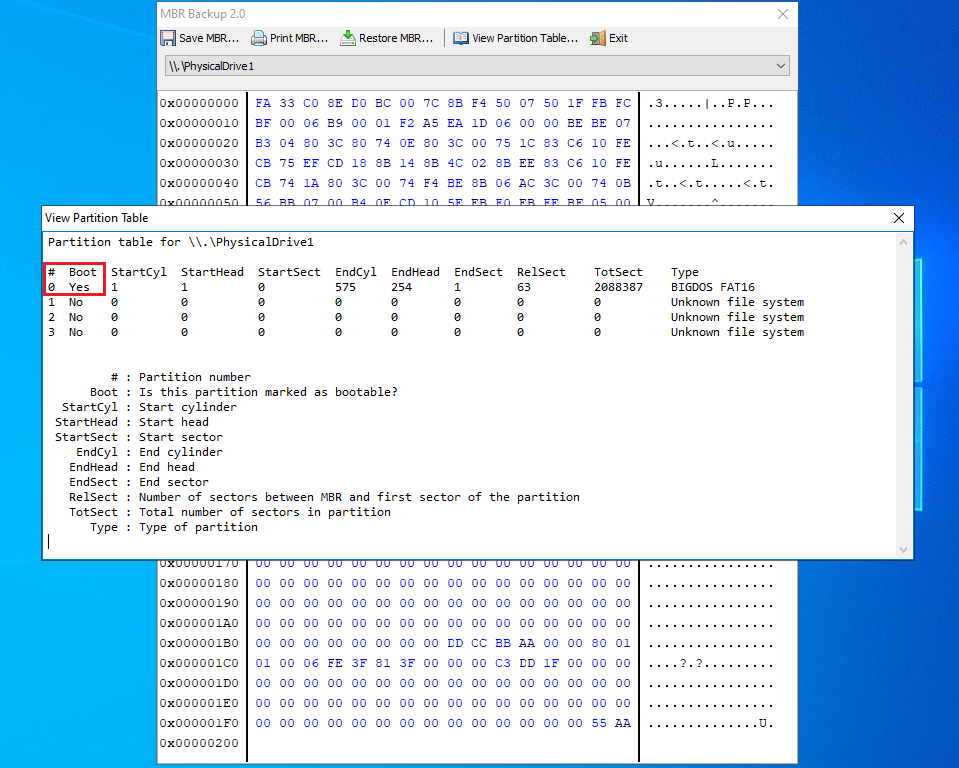 MBR Backup 2.0
Save MBR... Print MBR... Restore MBR... View Partition Table... Exit
\\.\PhysicalDrive1
0x00000000 FA 33 C0 8E D0 BC 00 7C 8B F4 50 07 50 1F FB FC .3.....|..P.P...
0x00000010 BF 00 06 B9 00 01 F2 A5 EA 1D 06 00 00 BE BE 07 ................
0x00000020 B3 04 80 3C 80 74 0E 80 3C 00 75 1C 83 C6 10 FE ...<.t..<.u.....
0x00000030 CB 75 EF CD 18 8B 14 8B 4C 02 8B EE 83 C6 10 FE .u......L.......
0x00000040 CB 74 1A 80 3C 00 74 F4 BE 8B 06 AC 3C 00 74 0B .t..<.t.....<.t.
0x00000050 56 BB 07 00 B4 0E CD 10 5E EB F0 EB FE BF 05 00 V.......^.......
View Partition Table
Partition table for \\.\PhysicalDrive1
# Boot StartCyl StartHead StartSect EndCyl EndHead EndSect RelSect TotSect Type
0 Yes 1 1 0 575 254 1 63 2088387 BIGDOS FAT16
1 No 0 0 0 0 0 0 0 0 Unknown file system
2 No 0 0 0 0 0 0 0 0 Unknown file system
3 No 0 0 0 0 0 0 0 0 Unknown file system
# : Partition number
Boot : Is this partition marked as bootable?
StartCyl : Start cylinder
StartHead : Start head
StartSect : Start sector
EndCyl : End cylinder
EndHead : End head
EndSect : End sector
RelSect : Number of sectors between MBR and first sector of the partition
TotSect : Total number of sectors in partition
Type : Type of partition
0x00000170 00 00 00 00 00 00 00 00 00 00 00 00 00 00 00 00 ................
0x00000180 00 00 00 00 00 00 00 00 00 00 00 00 00 00 00 00 ................
0x00000190 00 00 00 00 00 00 00 00 00 00 00 00 00 00 00 00 ................
0x000001A0 00 00 00 00 00 00 00 00 00 00 00 00 00 00 00 00 ................
0x000001B0 00 00 00 00 00 00 00 00 DD CC BB AA 00 00 80 01 ................
0x000001C0 01 00 06 FE 3F 81 3F 00 00 00 C3 DD 1F 00 00 00 ....?.?.........
0x000001D0 00 00 00 00 00 00 00 00 00 00 00 00 00 00 00 00 ................
0x000001E0 00 00 00 00 00 00 00 00 00 00 00 00 00 00 00 00 ................
0x000001F0 00 00 00 00 00 00 00 00 00 00 00 00 00 00 55 AA ..............U.
0x00000200